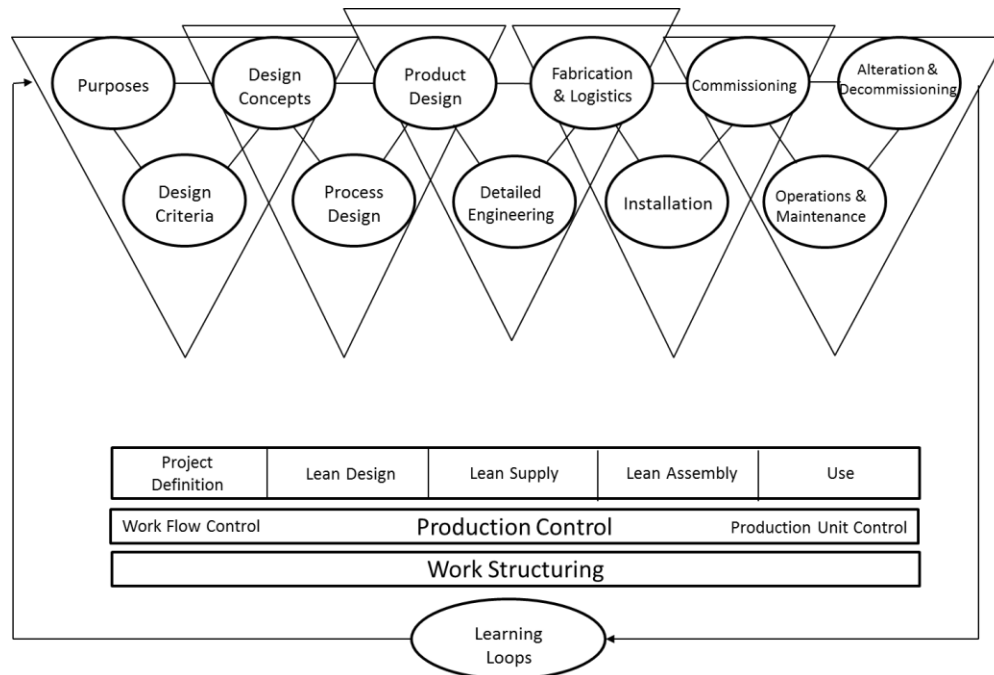 Purposes
Design
Concepts
Product
Design
Fabrication
& Logistics
Commissioning
Alteration &
Decommissioning
Design
Criteria
Process
Design
Detailed
Engineering
Installation
Operations &
Maintenance
Project
Definition
Lean Design
Lean Supply
Lean Assembly
Use
Work Flow Control
Production Control
Production Unit Control
Work Structuring
Learning
Loops